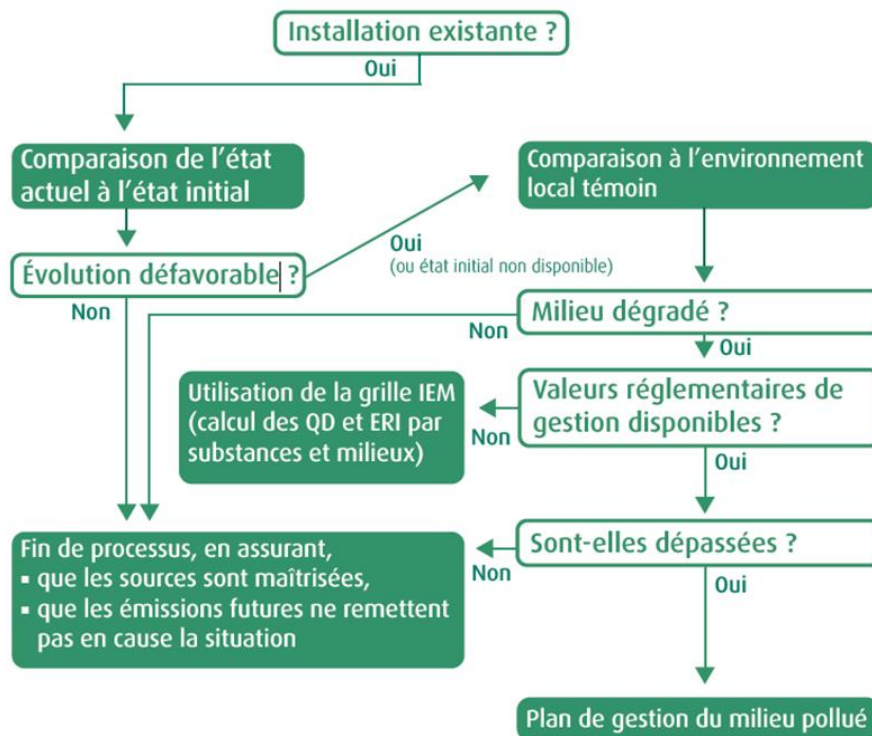 Installation existante ?
Oui
Comparaison de l'état
actuel à l'état initial
Comparaison à l'environnement
local témoin
Évolution défavorable ?
Oui
(ou état initial non disponible)
Non
Milieu dégradé ?
Non
Oui
Utilisation de la grille IEM
(calcul des QD et ERI par
substances et milieux)
Valeurs réglementaires de
gestion disponibles ?
Non
Oui
Fin de processus, en assurant,
▪ que les sources sont maîtrisées,
▪ que les émissions futures ne remettent
pas en cause la situation
Sont-elles dépassées ?
Non
Oui
Plan de gestion du milieu pollué